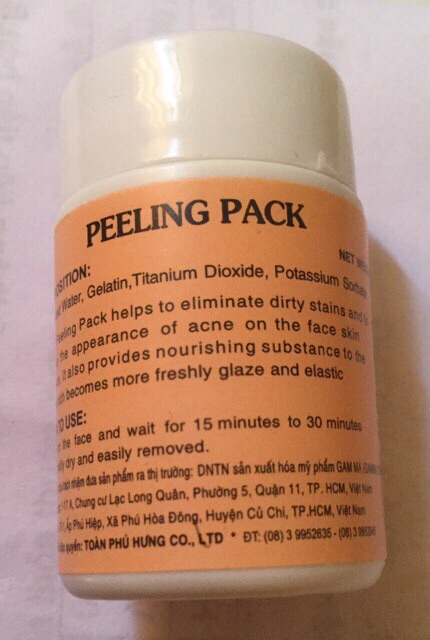 PEELING PACK
NET
Water, Gelatin, Titanium Dioxide, Potassium
Peeling Pack helps to eliminate dirty stains and
the appearance of acne on the face skin
It also provides nourishing substance to the
becomes more freshly glaze and elastic
TO USE:
the face and wait for 15 minutes to 30 minutes
dry and easily removed.
nhiệm đưa sản phẩm ra thị trường: DNTN sản xuất hóa mỹ phẩm GAM MA
Chung cư Lạc Long Quân, Phường 5, Quận 11, TP. HCM, Việt Nam
Ấp Phú Hiệp, Xã Phú Hòa Đông, Huyện Củ Chi, TP.HCM, Việt Nam
quyền: TOÀN PHÚ HƯNG CO., LTD * ĐT: (08) 3 9952635 - (08)